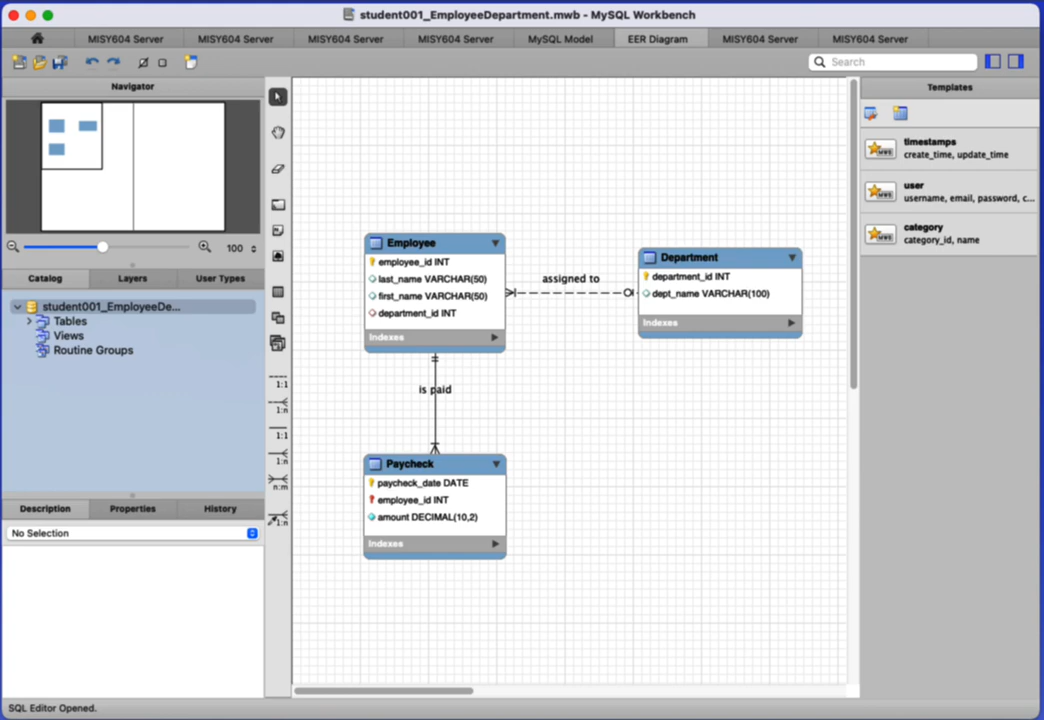 student001_EmployeeDepartment.mwb - MySQL Workbench
MISY604 Server
MISY604 Server
MISY604 Server
MISY604 Server
MySQL Model
EER Diagram
MISY604 Server
MISY604 Server
Search
Navigator
100
Catalog
Layers
User Types
student001_EmployeeDe...
Tables
Views
Routine Groups
Description
Properties
History
No Selection
1:1
1:n
1:1
1:n
n:m
1:n
Employee
employee_id INT
last_name VARCHAR(50)
first_name VARCHAR(50)
department_id INT
Indexes
assigned to
Department
department_id INT
dept_name VARCHAR(100)
Indexes
is paid
Paycheck
paycheck_date DATE
employee_id INT
amount DECIMAL(10,2)
Indexes
Templates
timestamps
create_time, update_time
user
username, email, password, c...
category
category_id, name
SQL Editor Opened.